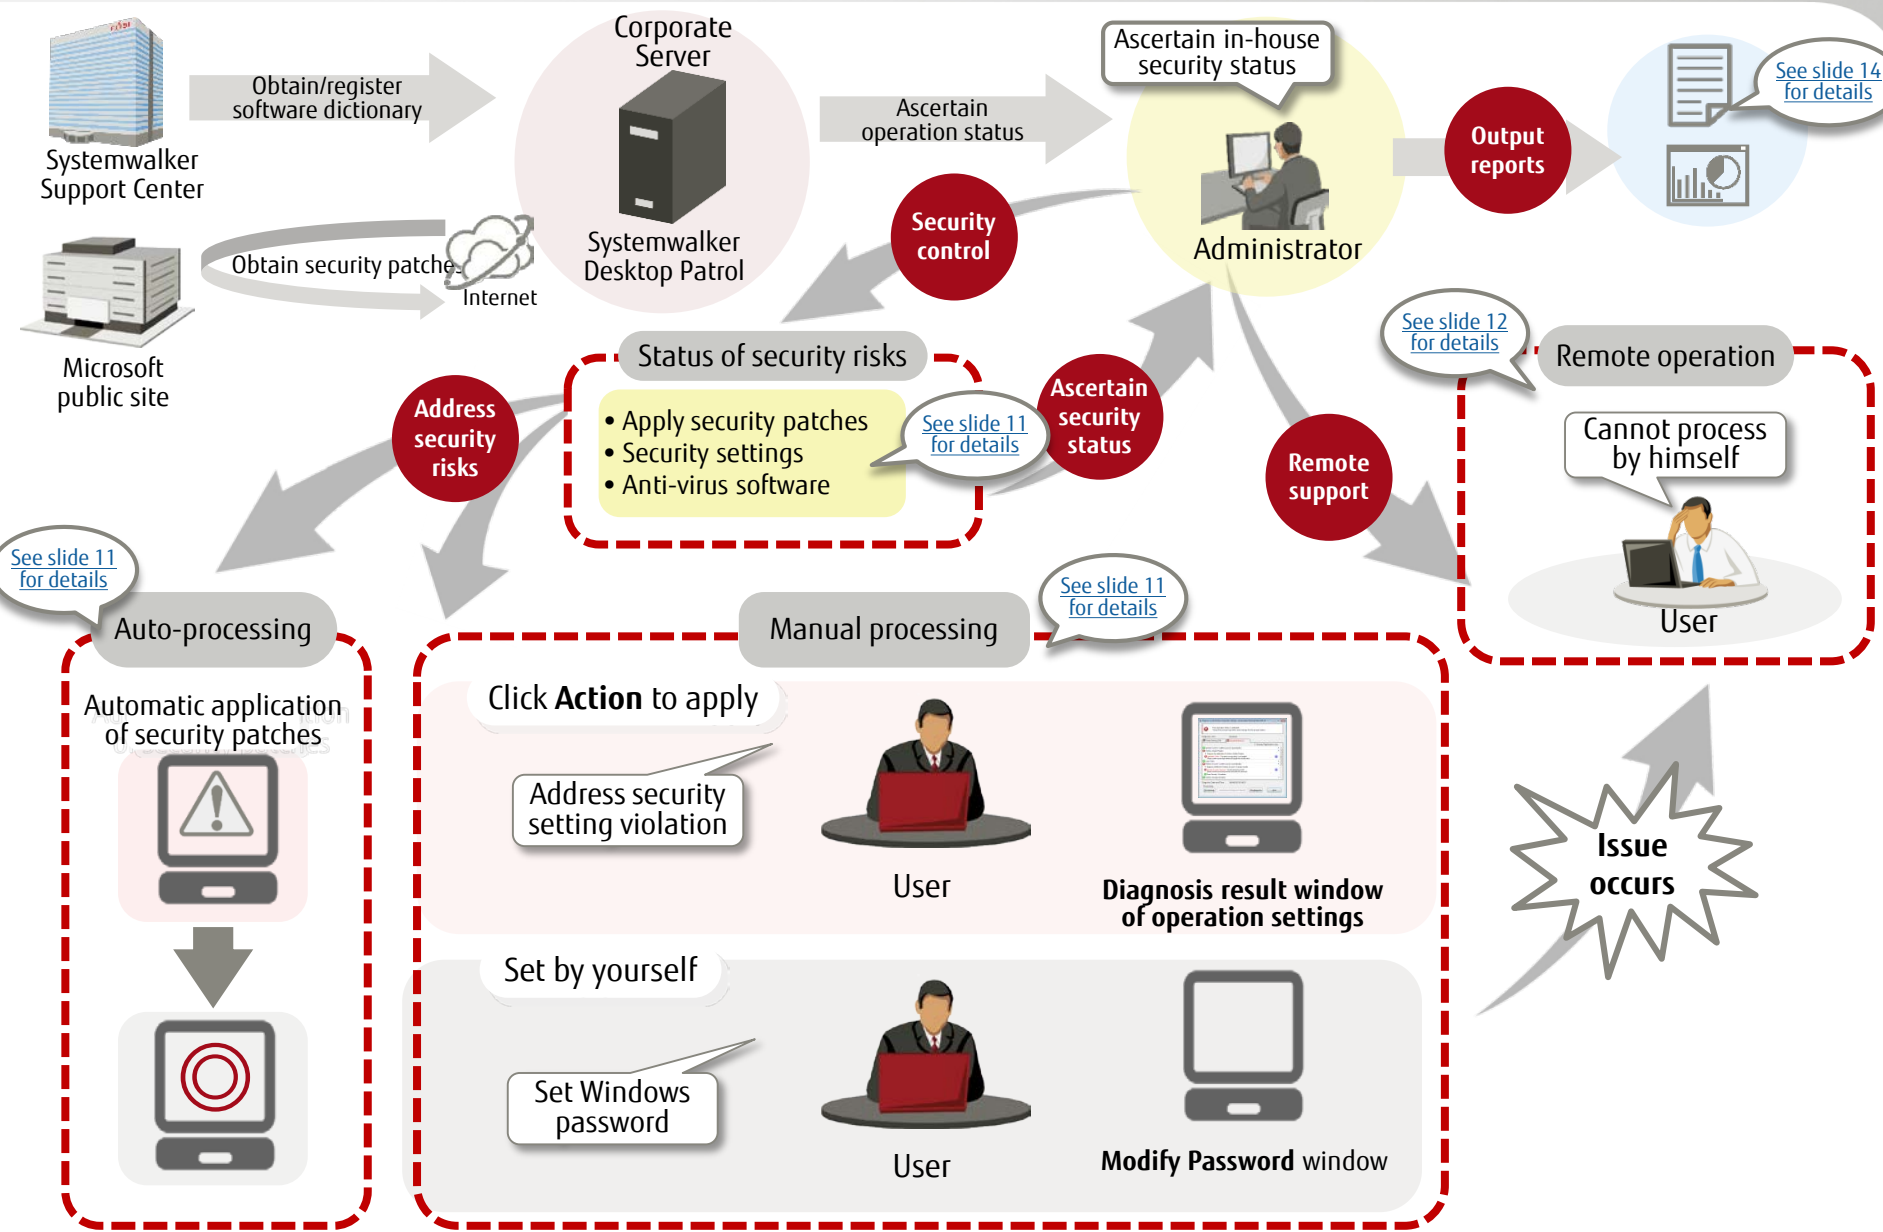 Systemwalker
Support Center
Obtain/register
software dictionary
Corporate
Server
Systemwalker
Desktop Patrol
Ascertain
operation status
Ascertain in-house
security status
Administrator
Output
reports
See slide 14
for details
Microsoft
public site
Obtain security patches
Internet
Security
control
Status of security risks
• Apply security patches
• Security settings
• Anti-virus software
See slide 11
for details
Address
security
risks
Ascertain
security
status
Remote
support
See slide 12
for details
Remote operation
Cannot process
by himself
User
See slide 11
for details
Auto-processing
Automatic application
of security patches
Manual processing
See slide 11
for details
Click Action to apply
Address security
setting violation
User
Diagnosis result window
of operation settings
Set by yourself
Set Windows
password
User
Modify Password window
Issue
occurs